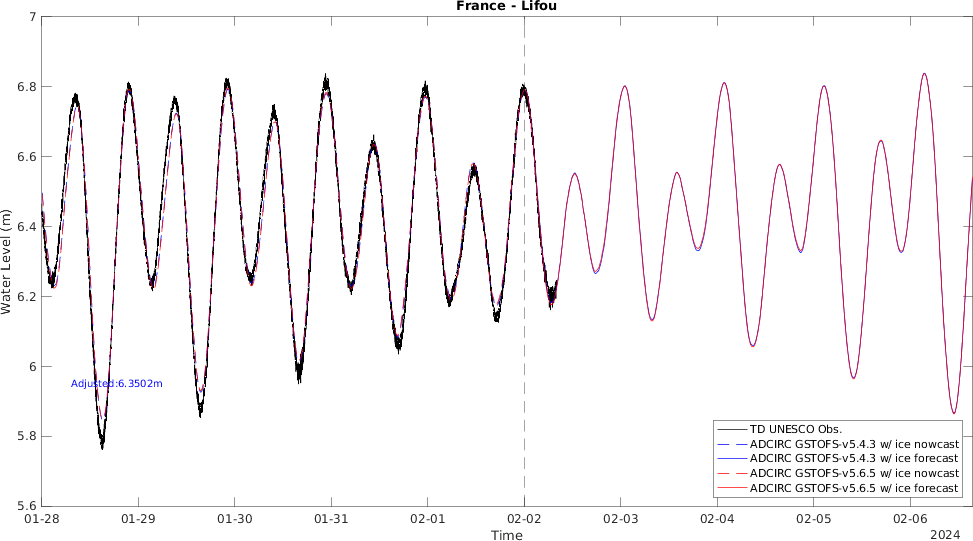 France - Lifou
7
6.8
6.6
6.4
6.2
6
5.8
5.6
Water Level (m)
Adjusted:6.3502m
TD UNESCO Obs.
ADCIRC GSTOFS-v5.4.3 w/ ice nowcast
ADCIRC GSTOFS-v5.4.3 w/ ice forecast
ADCIRC GSTOFS-v5.6.5 w/ ice nowcast
ADCIRC GSTOFS-v5.6.5 w/ ice forecast
01-28 01-29 01-30 01-31 02-01 02-02 02-03 02-04 02-05 02-06
Time
2024